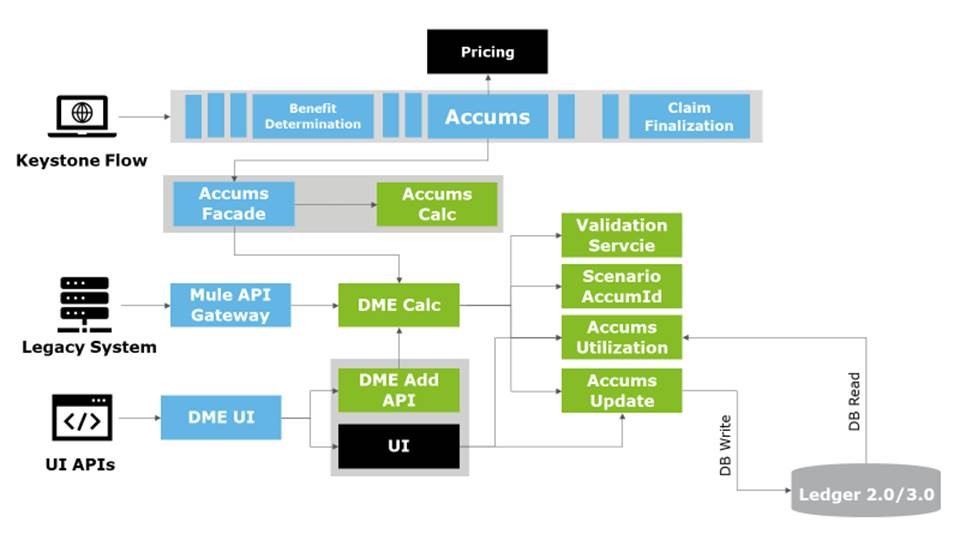 Pricing
Benefit
Determination
Accums
Claim
Finalization
Keystone Flow
Accums
Facade
Accums
Calc
Validation
Servcie
Scenario
AccumId
Mule API
Gateway
DME Calc
Legacy System
Accums
Utilization
DME Add
API
Accums
Update
</>
DME UI
UI
UI APIs
DB Write
DB Read
Ledger 2.0/3.0